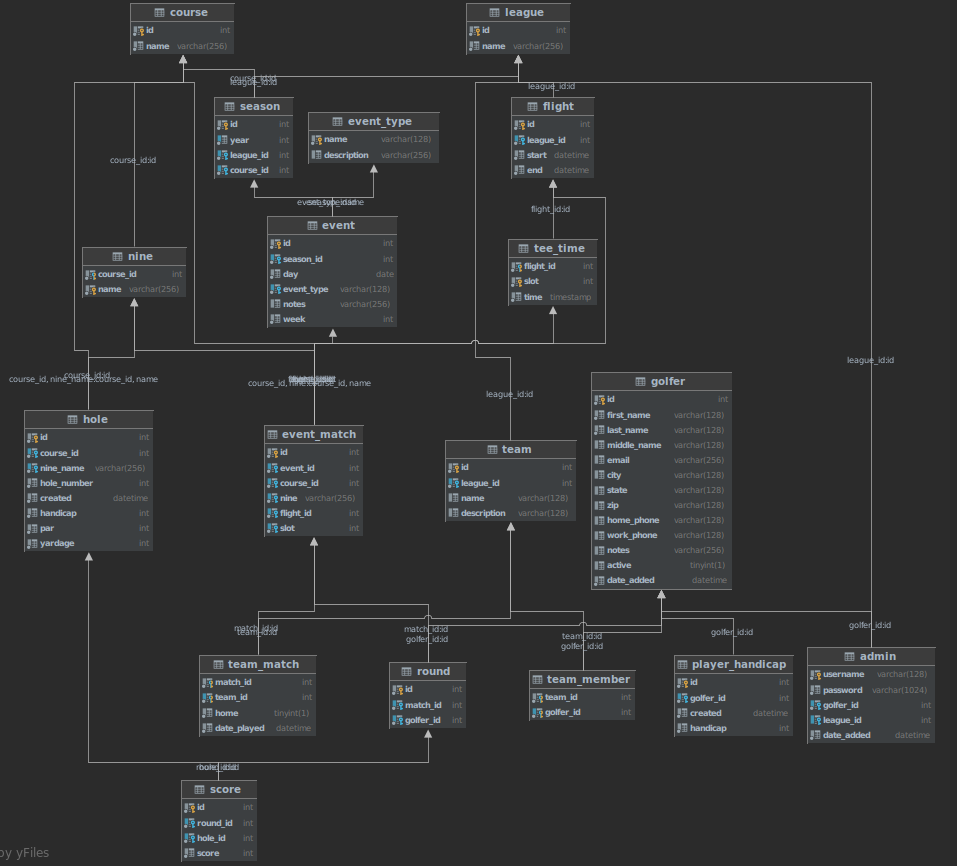 course
id int
name varchar(256)
league
id int
name varchar(256)
course_id:id
league_id:id
league_id:id
season
id int
year int
league_id int
course_id int
event_type
name varchar(128)
description varchar(256)
flight
id int
league_id int
start datetime
end datetime
course_id:id
flight_id:id
event
id int
season_id int
day date
event_type varchar(128)
notes varchar(256)
week int
nine
course_id int
name varchar(256)
tee_time
flight_id int
slot int
time timestamp
league_id:id
course_id:id
course_id, nine_name:course_id, name
course_id, nine:course_id, name
league_id:id
golfer
id int
first_name varchar(128)
last_name varchar(128)
middle_name varchar(128)
email varchar(256)
city varchar(128)
state varchar(128)
zip varchar(128)
home_phone varchar(128)
work_phone varchar(128)
notes varchar(256)
active tinyint(1)
date_added datetime
hole
id int
course_id int
nine_name varchar(256)
hole_number int
created datetime
handicap int
par int
yardage int
event_match
id int
event_id int
course_id int
nine varchar(256)
flight_id int
slot int
team
id int
league_id int
name varchar(128)
description varchar(128)
match_id:id
team_id:id
match_id:id
golfer_id:id
team_id:id
golfer_id:id
golfer_id:id
golfer_id:id
team_match
match_id int
team_id int
home tinyint(1)
date_played datetime
round
id int
match_id int
golfer_id int
team_member
team_id int
golfer_id int
player_handicap
id int
golfer_id int
created datetime
handicap int
admin
username varchar(128)
password varchar(1024)
golfer_id int
league_id int
date_added datetime
score
id int
round_id int
hole_id int
score int
by yFiles